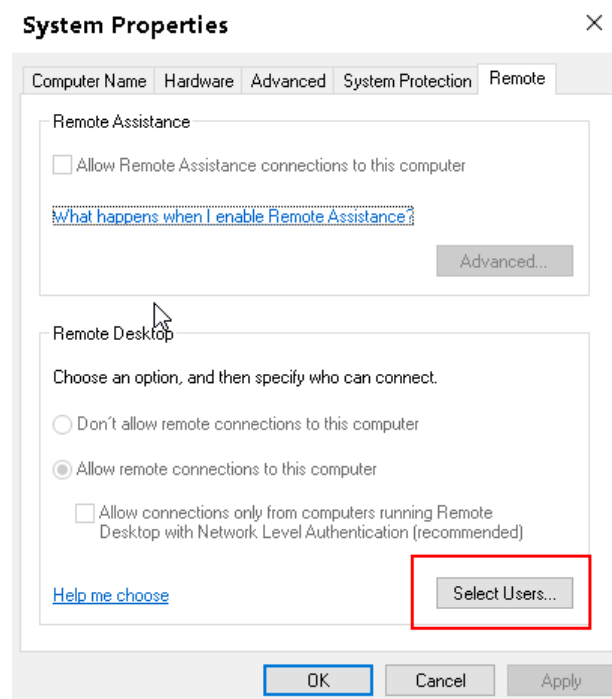 System Properties
Computer Name Hardware Advanced System Protection Remote
Remote Assistance
Allow Remote Assistance connections to this computer
What happens when I enable Remote Assistance?
Advanced...
Remote Desktop
Choose an option, and then specify who can connect.
Don´t allow remote connections to this computer
Allow remote connections to this computer
Allow connections only from computers running Remote
Desktop with Network Level Authentication (recommended)
Help me choose Select Users...
OK Cancel Apply